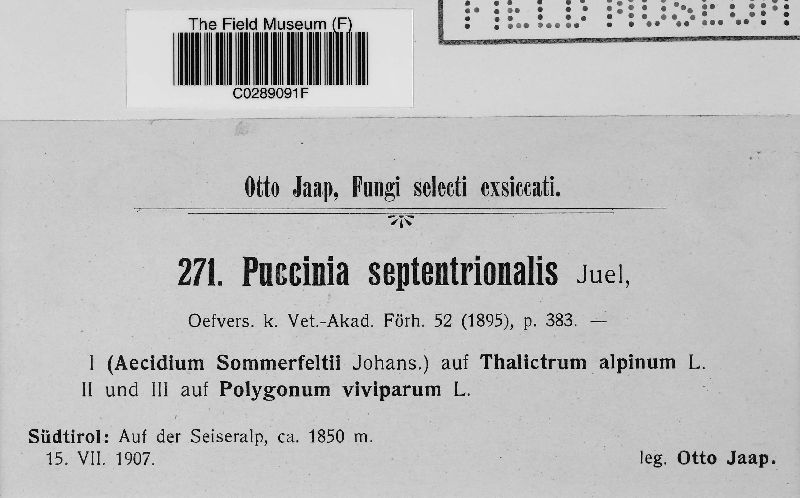 FIELD MUSEUM
The Field Museum (F)
C0289091F
Otto Jaap, Fungi selecti exsiccati.
271. Puccinia septentrionalis Juel,
Oefvers. k. Vet.-Akad. Förh. 52 (1895), p. 383. —
I (Aecidium Sommerfeltii Johans.) auf Thalictrum alpinum L.
II und III auf Polygonum viviparum L.
Südtirol: Auf der Seiseralp, ca. 1850 m.
15. VII. 1907.
leg. Otto Jaap.